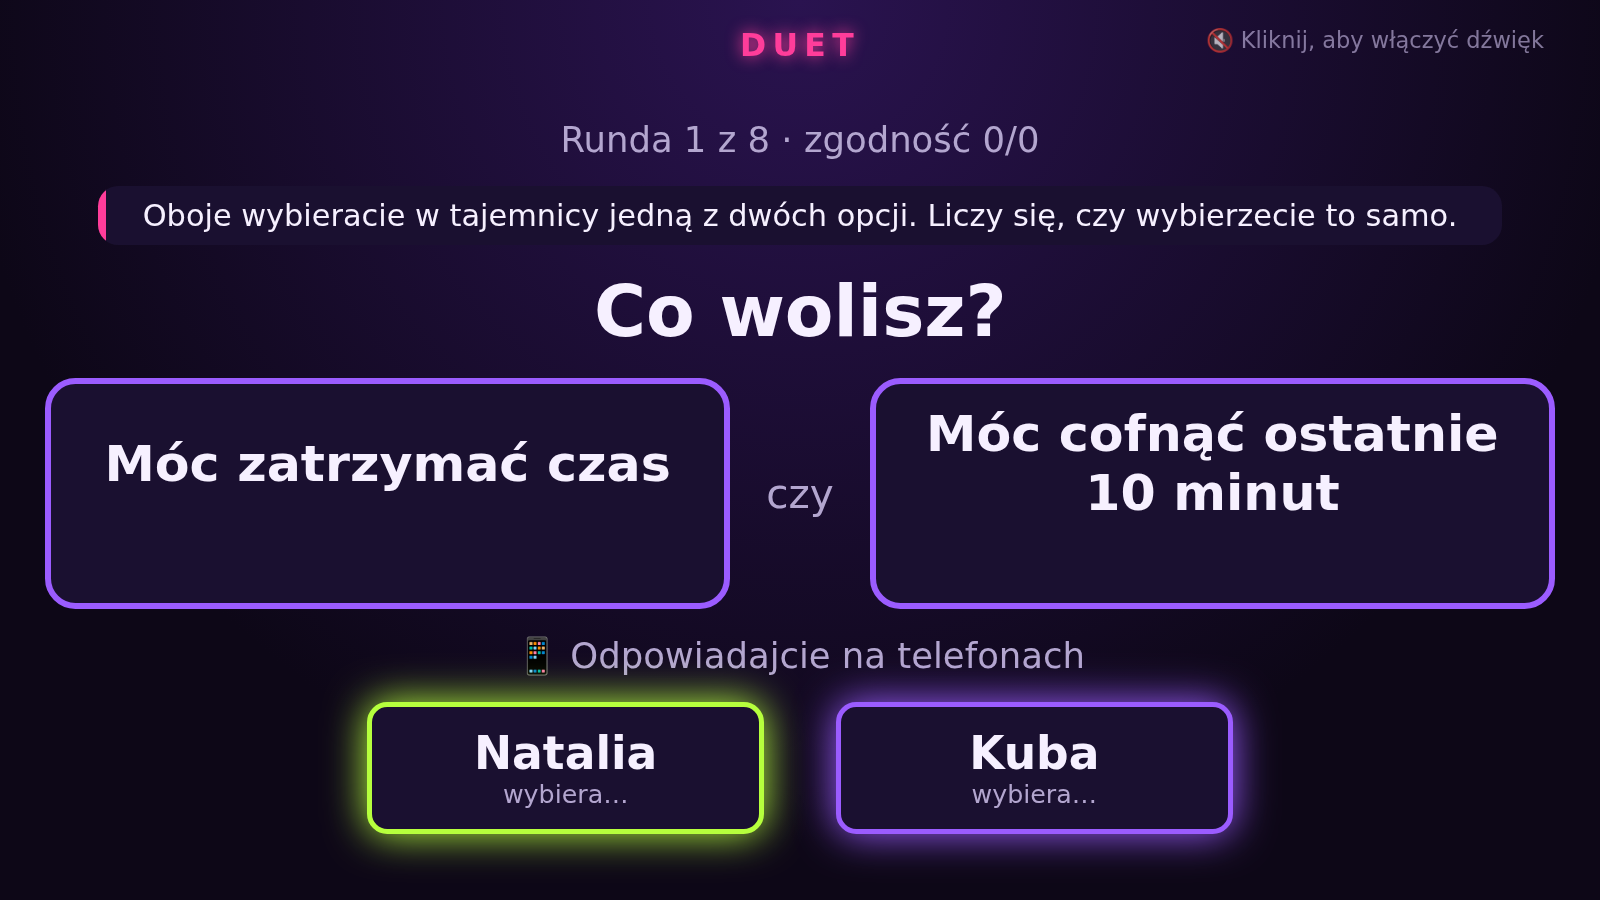 DUET
Kliknij, aby włączyć dźwięk
Runda 1 z 8 · zgodność 0/0
Oboje wybieracie w tajemnicy jedną z dwóch opcji. Liczy się, czy wybierzecie to samo.
Co wolisz?
Móc zatrzymać czas
czy
Móc cofnąć ostatnie
10 minut
Odpowiadajcie na telefonach
Natalia
wybiera…
Kuba
wybiera…